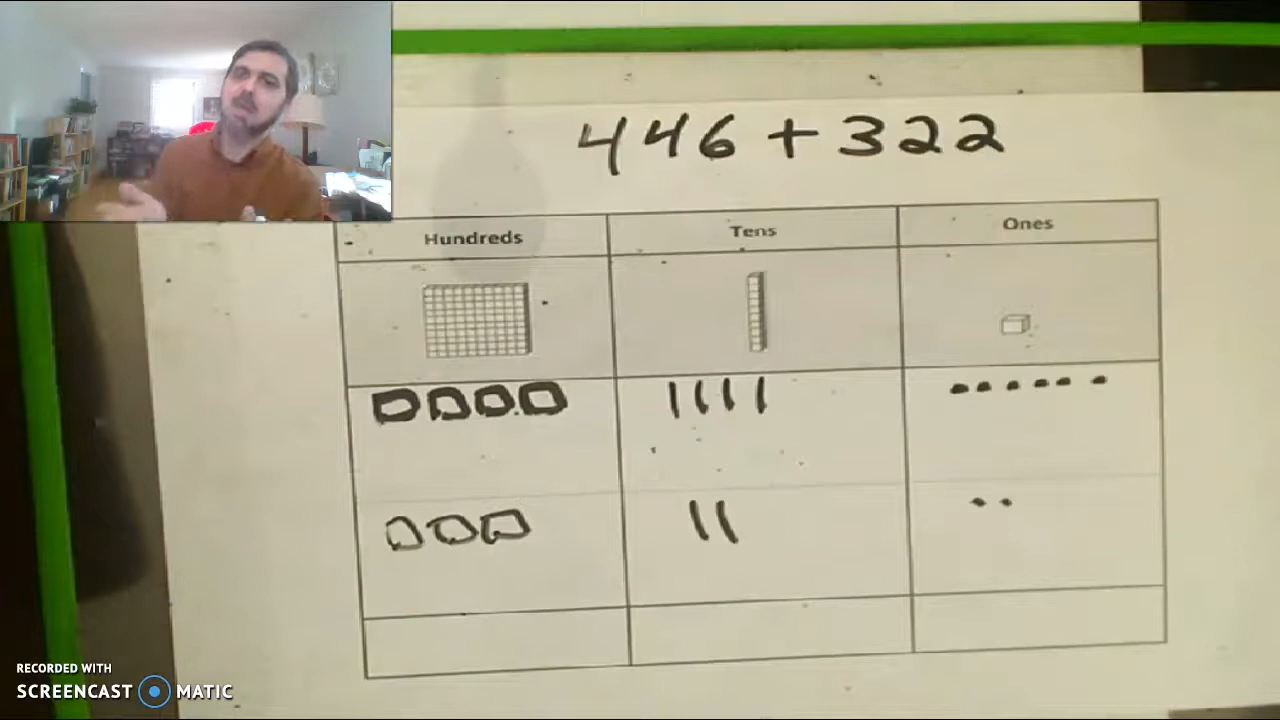 446 + 322
Hundreds Tens Ones
RECORDED WITH
SCREENCAST MATIC